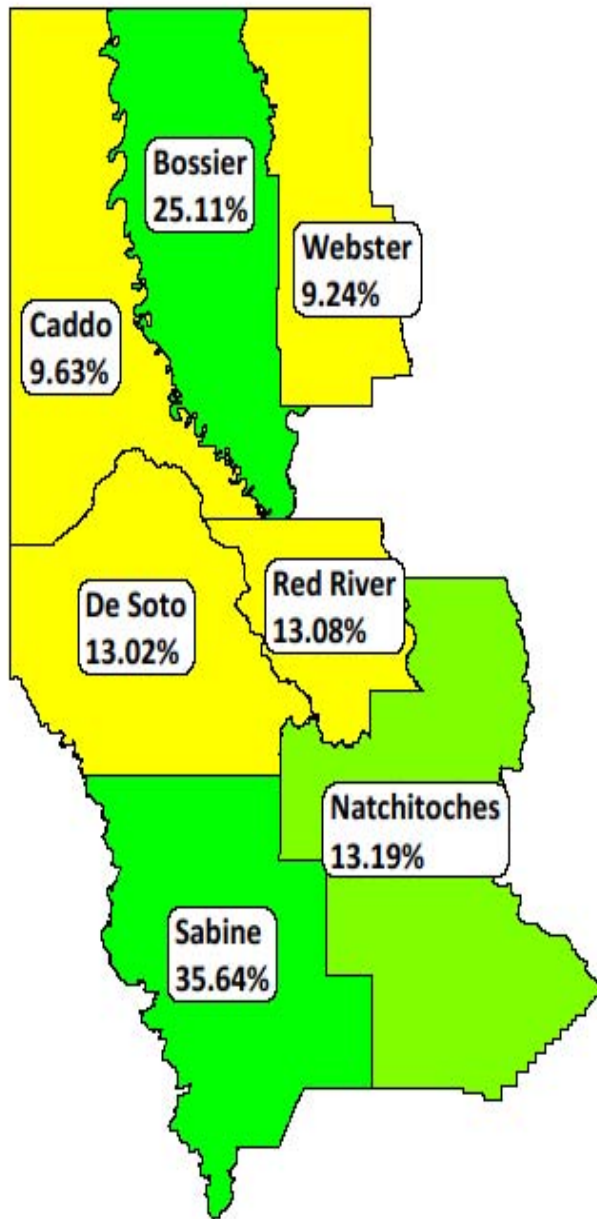 Bossier
25.11%
Webster
9.24%
Caddo
9.63%
De Soto
13.02%
Red River
13.08%
Natchitoches
13.19%
Sabine
35.64%